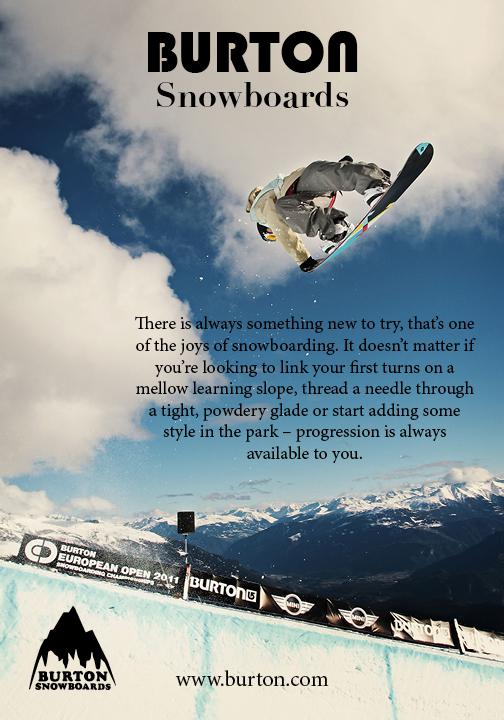 BURTON
Snowboards
There is always something new to try, that's one
of the joys of snowboarding. It doesn't matter if
you're looking to link your first turns on a
mellow learning slope, thread a needle through
a tight, powdery glade or start adding some
style in the park – progression is always
available to you.
BURTON
EUROPEAN OPEN 2011
SNOWBOARDING CHAMPIONSHIPS
BURTON
MINI
MINI
BURTON
SNOWBOARDS
www.burton.com